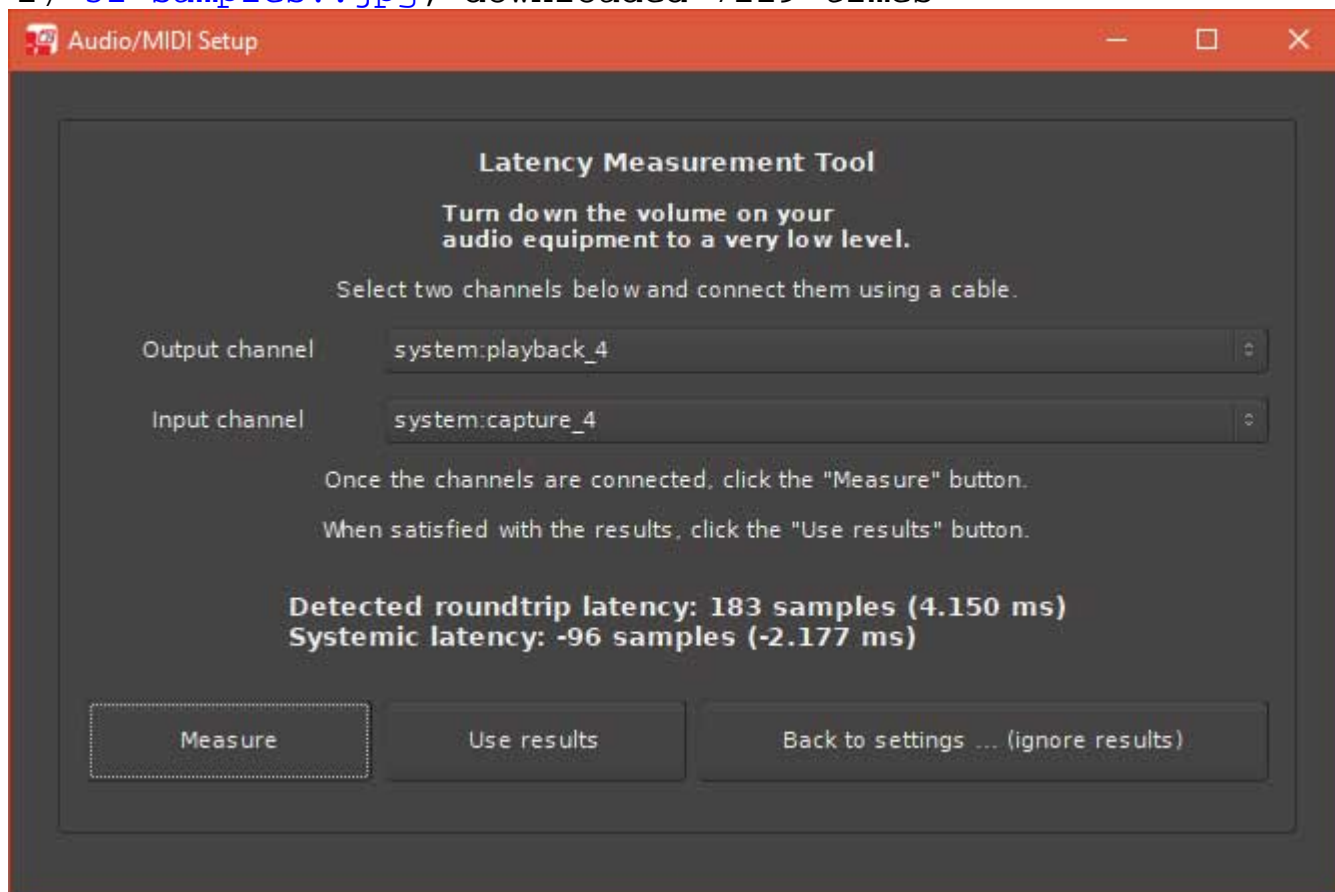 Audio/MIDI Setup
Latency Measurement Tool
Turn down the volume on your
audio equipment to a very low level.
Select two channels below and connect them using a cable.
Output channel system:playback_4
Input channel system:capture_4
Once the channels are connected, click the "Measure" button.
When satisfied with the results, click the "Use results" button.
Detected roundtrip latency: 183 samples (4.150 ms)
Systemic latency: -96 samples (-2.177 ms)
Measure Use results Back to settings ... (ignore results)